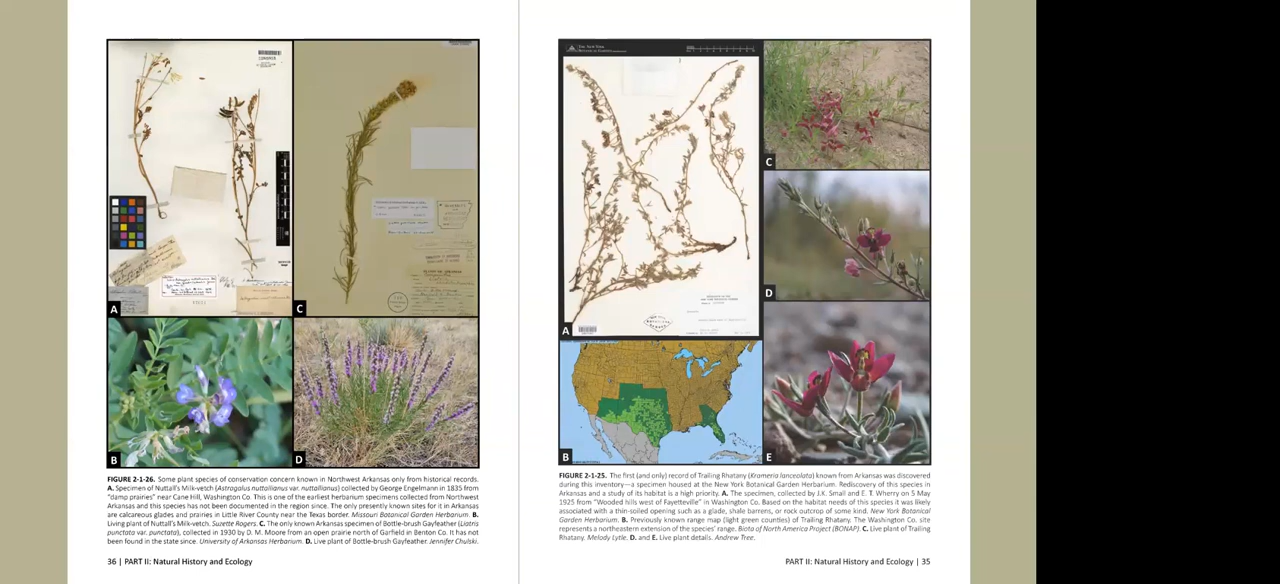 A
C
B
D
FIGURE 2-1-26. Some plant species of conservation concern known in Northwest Arkansas only from historical records.
A. Specimen of Nuttall's Milk-vetch (Astragalus nuttallianus var. nuttallianus) collected by George Engelmann in 1835 from
"damp prairies" near Cane Hill, Washington Co. This is one of the earliest herbarium specimens collected from Northwest
Arkansas and this species has not been documented in the region since. The only presently known sites for it in Arkansas
are calcareous glades and prairies in Little River County near the Texas border. Missouri Botanical Garden Herbarium. B.
Living plant of Nuttall's Milk-vetch. Suzette Rogers. C. The only known Arkansas specimen of Bottle-brush Gayfeather (Liatris
punctata var. punctata), collected in 1930 by D. M. Moore from an open prairie north of Garfield in Benton Co. It has not
been found in the state since. University of Arkansas Herbarium. D. Live plant of Bottle-brush Gayfeather. Jennifer Chulski.
36 | PART II: Natural History and Ecology
A
C
D
B
E
FIGURE 2-1-25. The first (and only) record of Trailing Rhatany (Krameria lanceolata) known from Arkansas was discovered
during this inventory—a specimen housed at the New York Botanical Garden Herbarium. Rediscovery of this species in
Arkansas and a study of its habitat is a high priority. A. The specimen, collected by J.K. Small and E. T. Wherry on 5 May
1925 from "Wooded hills west of Fayetteville" in Washington Co. Based on the habitat needs of this species it was likely
associated with a thin-soiled opening such as a glade, shale barrens, or rock outcrop of some kind. New York Botanical
Garden Herbarium. B. Previously known range map (light green counties) of Trailing Rhatany. The Washington Co. site
represents a northeastern extension of the species' range. Biota of North America Project (BONAP). C. Live plant of Trailing
Rhatany. Melody Lytle. D. and E. Live plant details. Andrew Tree.
PART II: Natural History and Ecology | 35